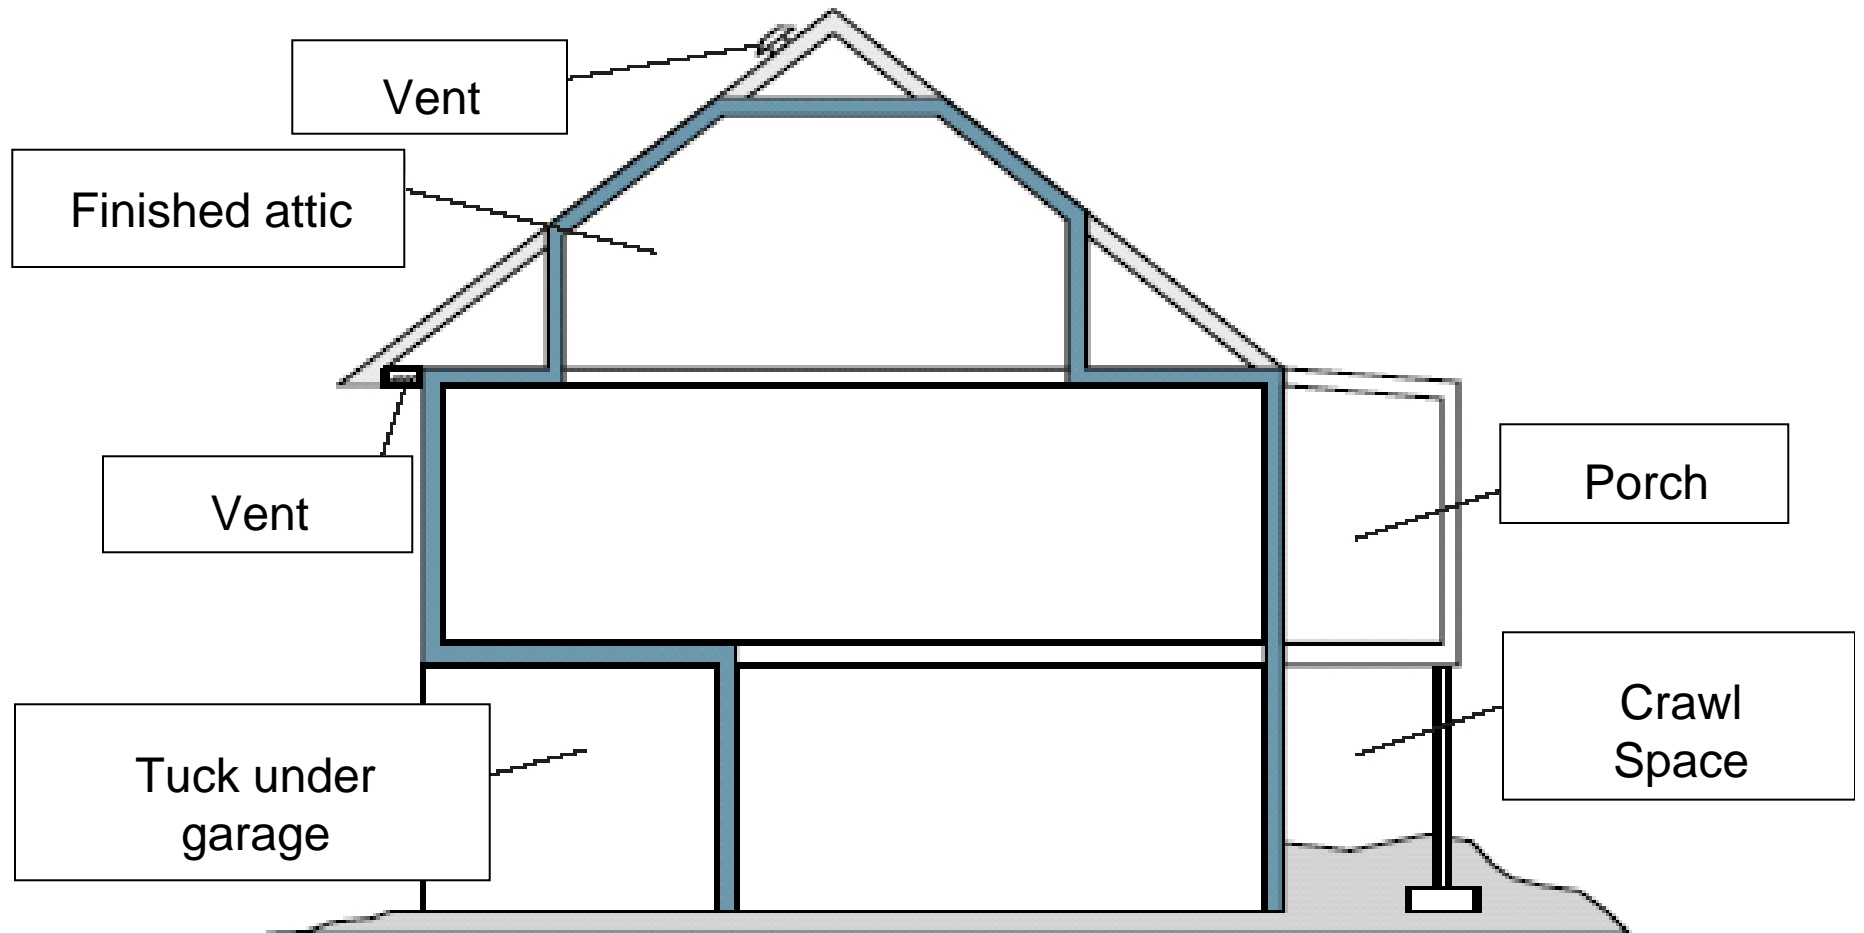 Vent
Finished attic
Vent
Porch
Crawl
Space
Tuck under
garage